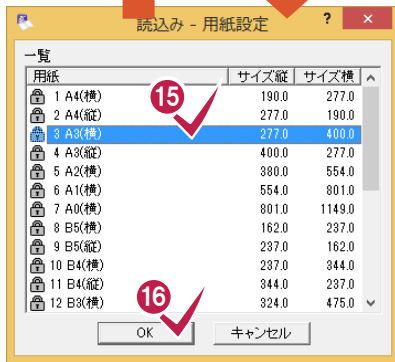 読込み - 用紙設定 ? ×
一覧
用紙 サイズ縦 サイズ横
1 A4(横) 190.0 277.0
15
2 A4(縦) 277.0 190.0
3 A3(横) 277.0 400.0
4 A3(縦) 400.0 277.0
5 A2(横) 380.0 554.0
6 A1(横) 554.0 801.0
7 A0(横) 801.0 1149.0
8 B5(横) 162.0 237.0
9 B5(縦) 237.0 162.0
10 B4(横) 237.0 344.0
11 B4(縦) 344.0 237.0
12 B3(横) 324.0 475.0
16
OK キャンセル